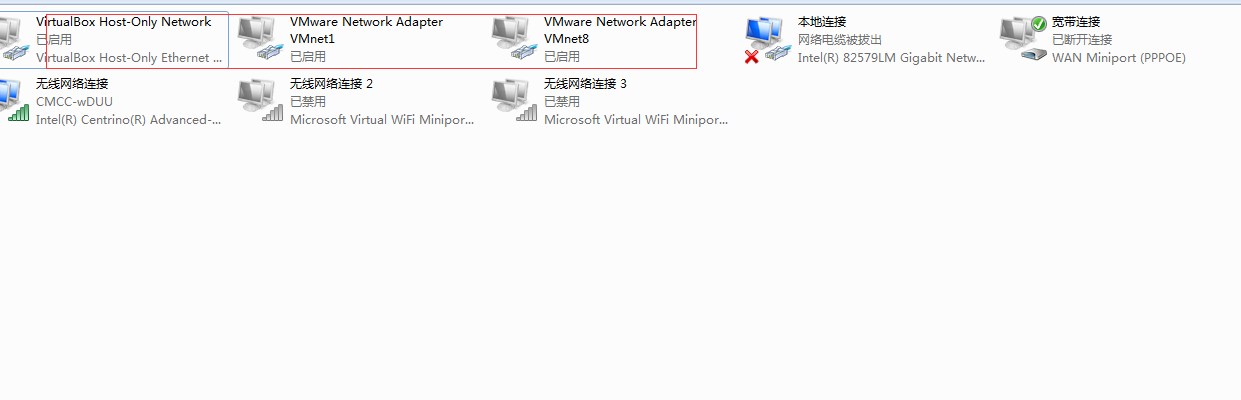 VirtualBox Host-Only Network
已启用
VirtualBox Host-Only Ethernet ...
VMware Network Adapter
VMnet1
已启用
VMware Network Adapter
VMnet8
已启用
本地连接
网络电缆被拔出
Intel(R) 82579LM Gigabit Netw...
宽带连接
已断开连接
WAN Miniport (PPPOE)
无线网络连接
CMCC-wDUU
Intel(R) Centrino(R) Advanced-...
无线网络连接 2
已禁用
Microsoft Virtual WiFi Minipor...
无线网络连接 3
已禁用
Microsoft Virtual WiFi Minipor...